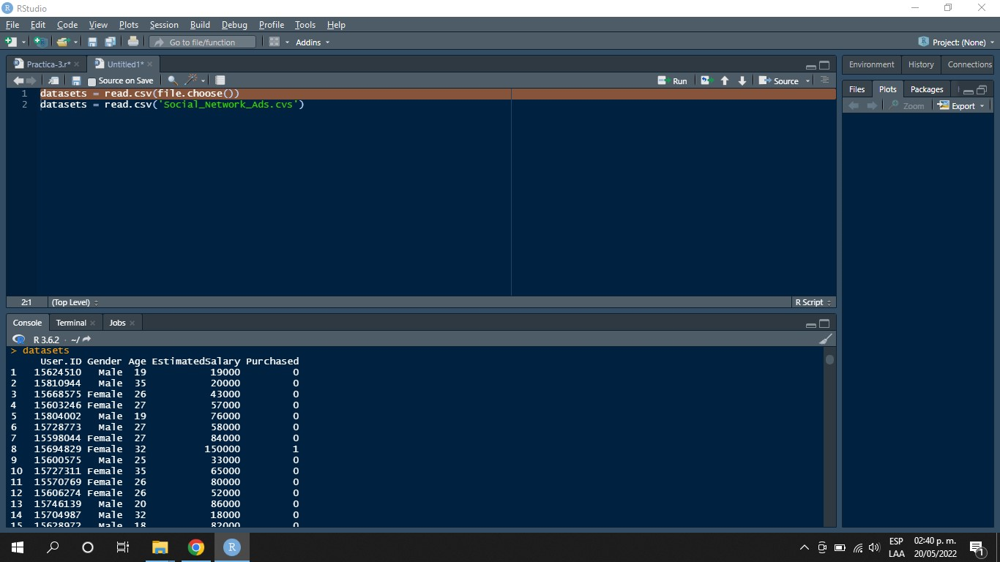 RStudio
File Edit Code View Plots Session Build Debug Profile Tools Help
Go to file/function Addins Project: (None)
Practica-3.r* Untitled1* Environment History Connections
Source on Save Run Source Files Plots Packages
Zoom Export
1 datasets = read.csv(file.choose())
2 datasets = read.csv('Social_Network_Ads.cvs')
2:1 (Top Level) R Script
Console Terminal Jobs
R 3.6.2 · ~/
> datasets
User.ID Gender Age EstimatedSalary Purchased
1 15624510 Male 19 19000 0
2 15810944 Male 35 20000 0
3 15668575 Female 26 43000 0
4 15603246 Female 27 57000 0
5 15804002 Male 19 76000 0
6 15728773 Male 27 58000 0
7 15598044 Female 27 84000 0
8 15694829 Female 32 150000 1
9 15600575 Male 25 33000 0
10 15727311 Female 35 65000 0
11 15570769 Female 26 80000 0
12 15606274 Female 26 52000 0
13 15746139 Male 20 86000 0
14 15704987 Male 32 18000 0
15 15628972 Male 18 82000 0
ESP 02:40 p. m.
LAA 20/05/2022 1